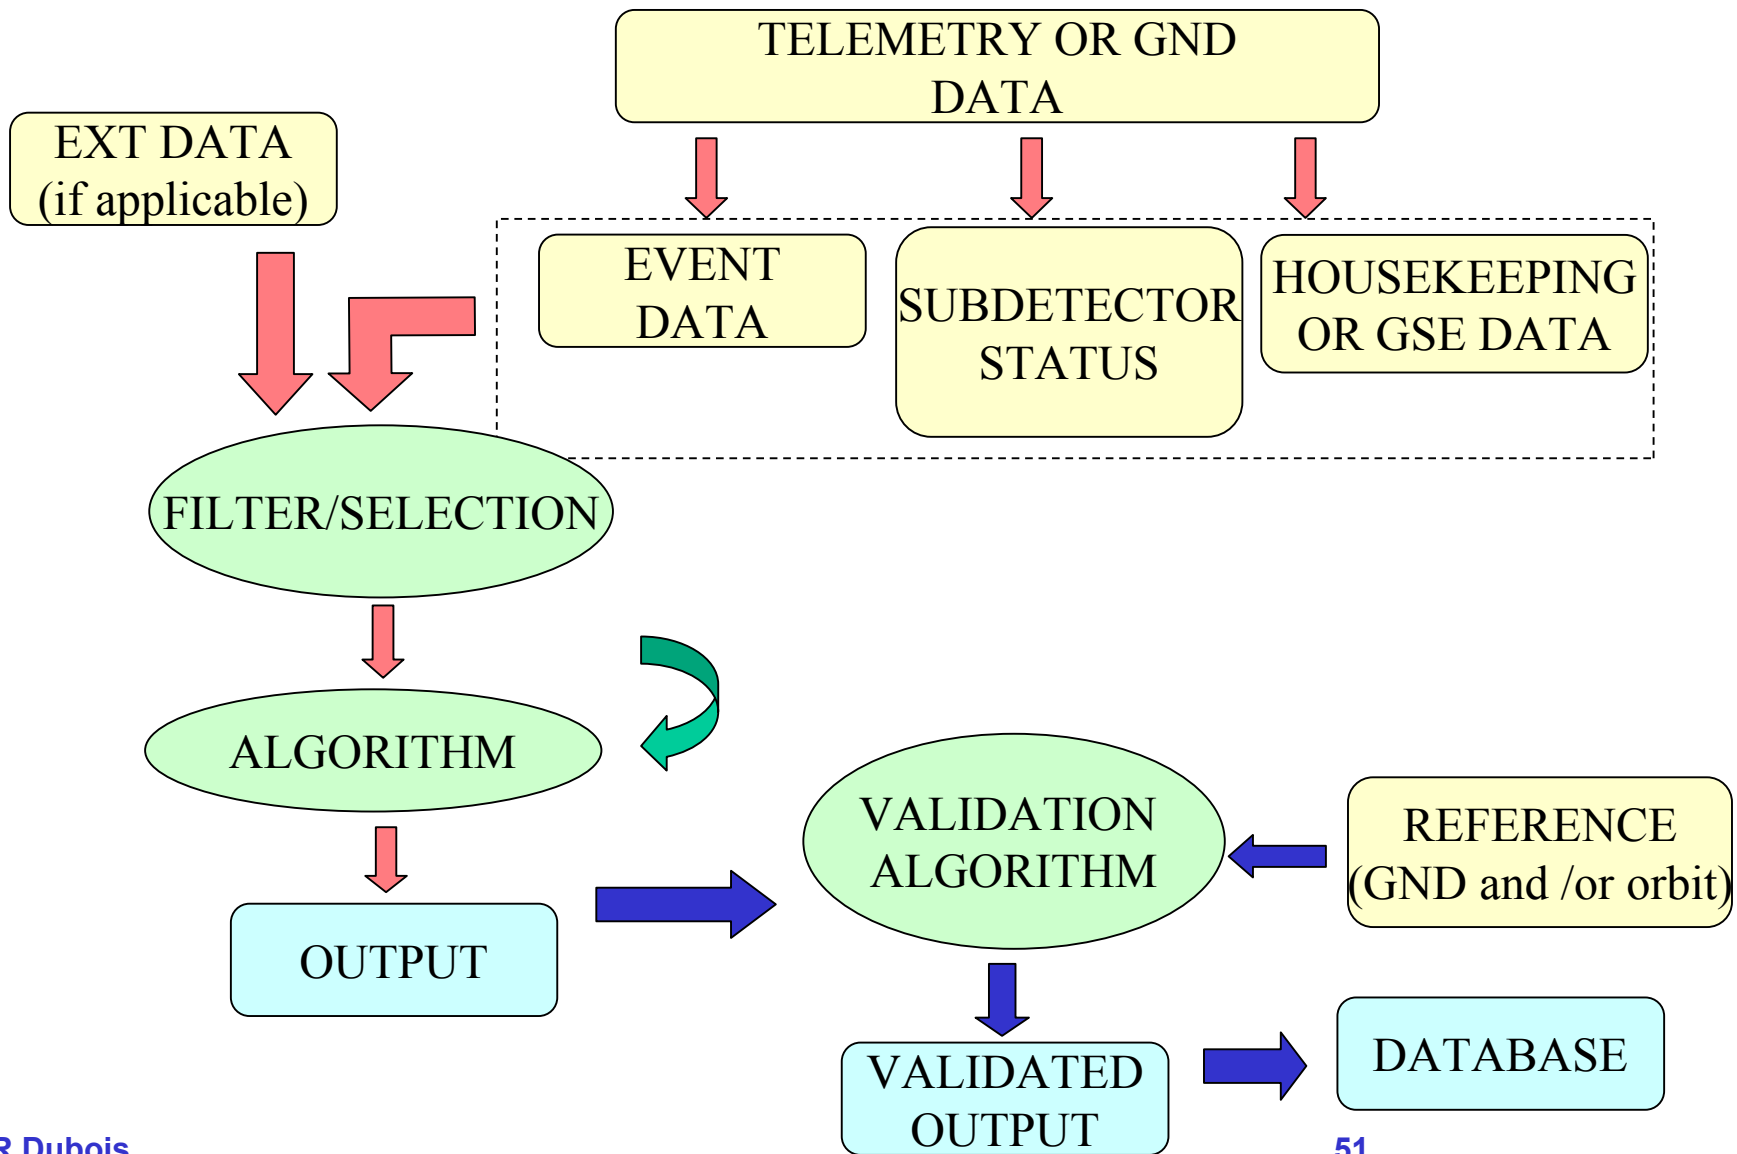 TELEMETRY OR GND
DATA
EXT DATA
(if applicable)
EVENT
DATA
SUBDETECTOR
STATUS
HOUSEKEEPING
OR GSE DATA
FILTER/SELECTION
ALGORITHM
VALIDATION
ALGORITHM
REFERENCE
(GND and /or orbit)
OUTPUT
VALIDATED
OUTPUT
DATABASE
R Dubois
51